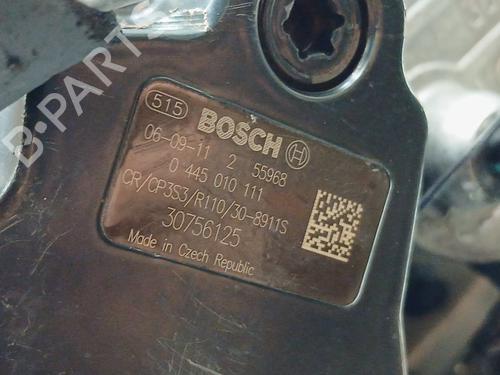 B-PARTS
515 BOSCH
06-09-11 2 55968
0 445 010 111
CR/CP3S3/R110/30-8911S
30756125
Made in Czech Republic